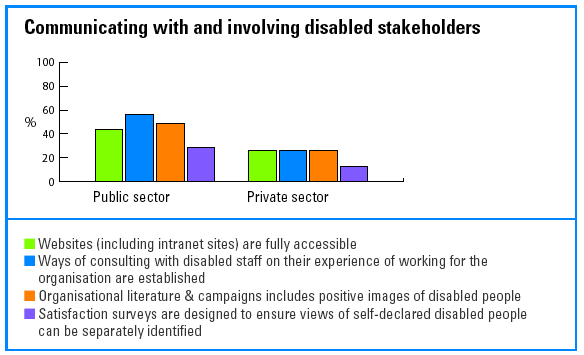 Communicating with and involving disabled stakeholders
100
80
60
%
40
20
0
Public sector
Private sector
Websites (including intranet sites) are fully accessible
Ways of consulting with disabled staff on their experience of working for the
organisation are established
Organisational literature & campaigns includes positive images of disabled people
Satisfaction surveys are designed to ensure views of self-declared disabled people
can be separately identified